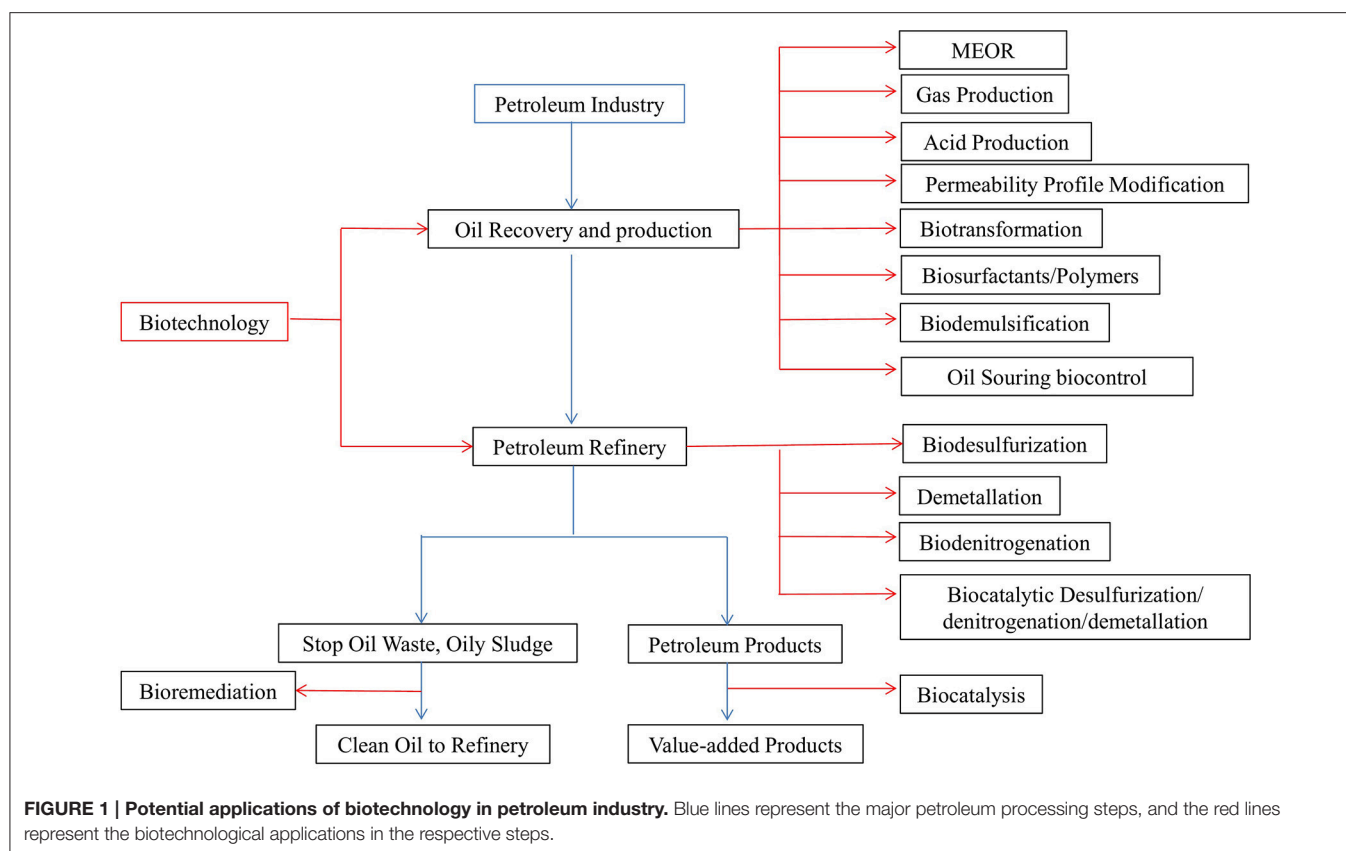 MEOR
Petroleum Industry
Gas Production
Acid Production
Permeability Profile Modification
Oil Recovery and production
Biotransformation
Biosurfactants/Polymers
Biotechnology
Biodemulsification
Oil Souring biocontrol
Petroleum Refinery
Biodesulfurization
Demetallation
Biodenitrogenation
Biocatalytic Desulfurization/
denitrogenation/demetallation
Stop Oil Waste, Oily Sludge
Petroleum Products
Bioremediation
Biocatalysis
Clean Oil to Refinery
Value-added Products
FIGURE 1 | Potential applications of biotechnology in petroleum industry. Blue lines represent the major petroleum processing steps, and the red lines
represent the biotechnological applications in the respective steps.